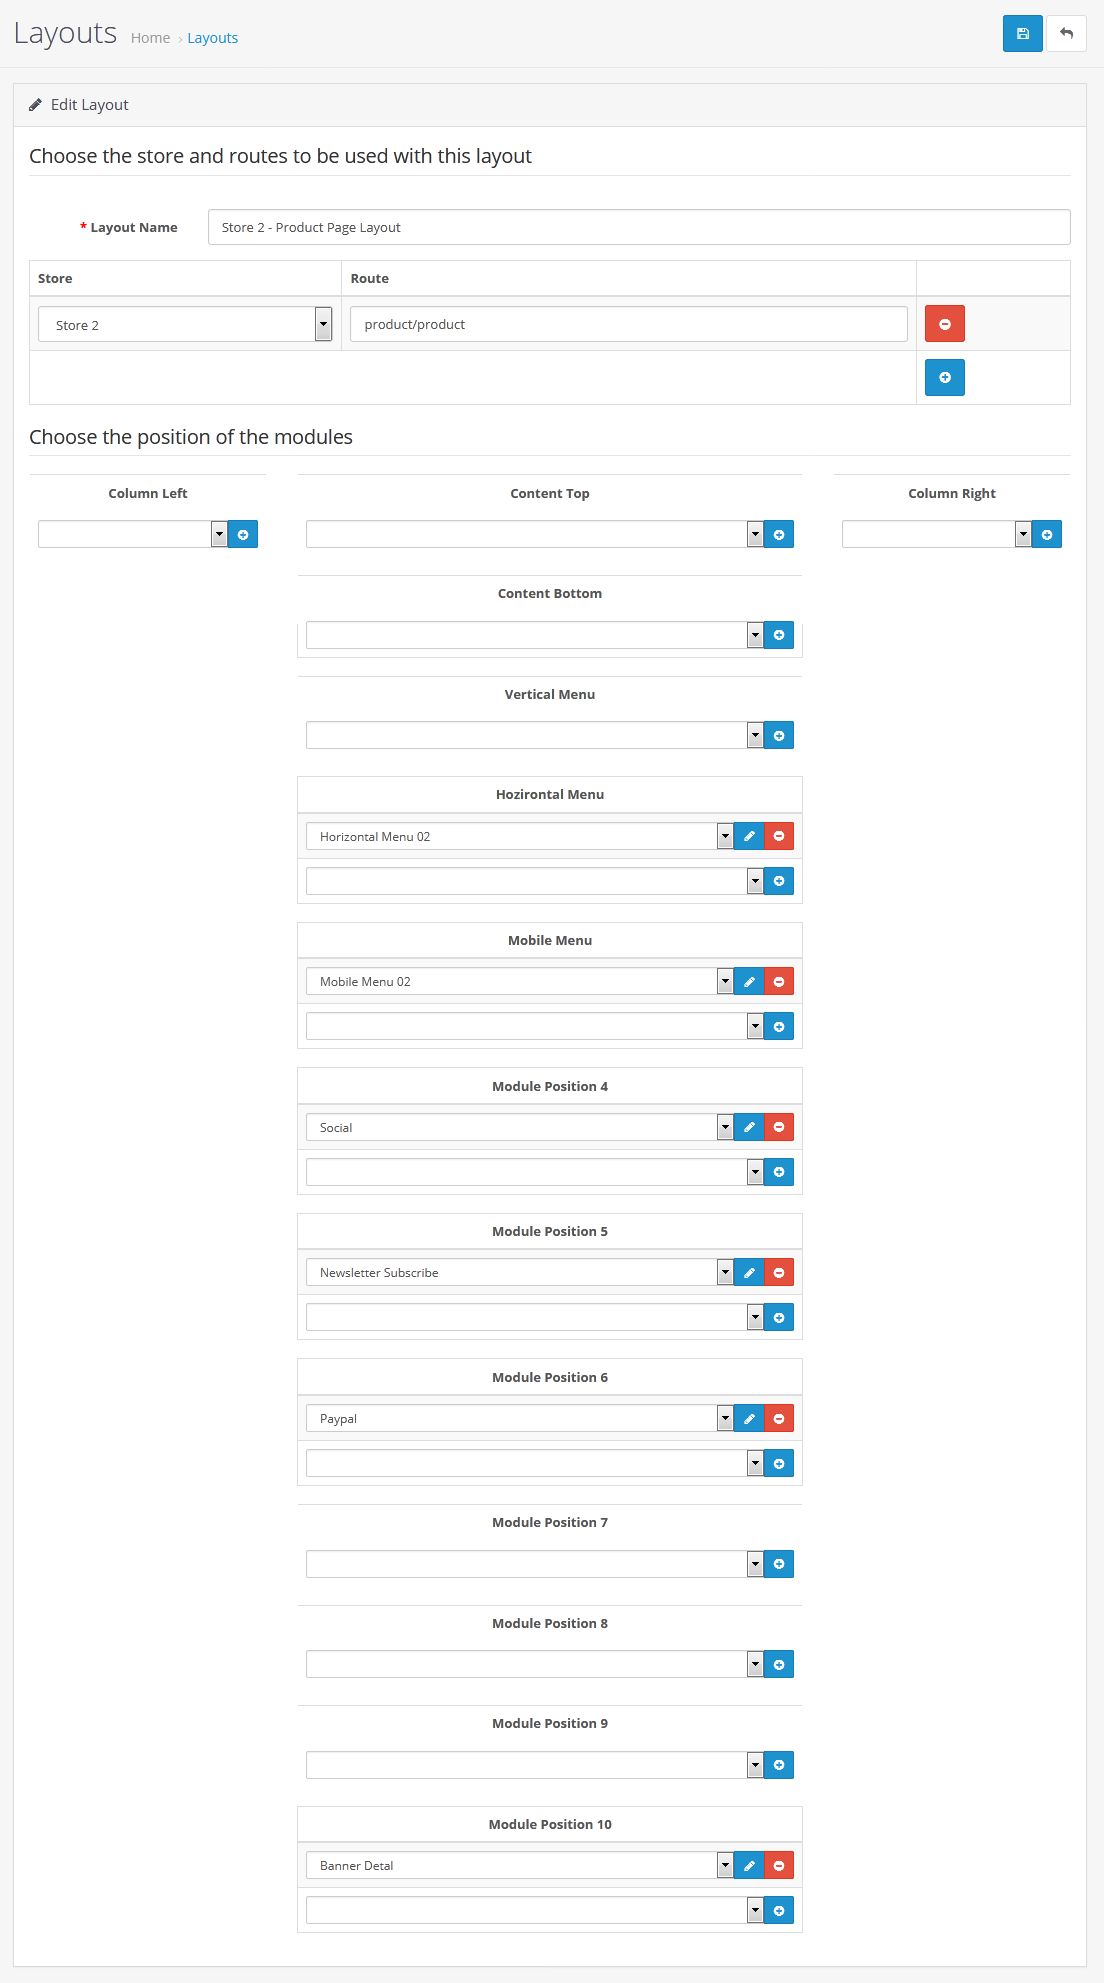 Layouts Home › Layouts
Edit Layout
Choose the store and routes to be used with this layout
* Layout Name Store 2 - Product Page Layout
Store Route
Store 2 product/product
Choose the position of the modules
Column Left Content Top Column Right
Content Bottom
Vertical Menu
Hozirontal Menu
Horizontal Menu 02
Mobile Menu
Mobile Menu 02
Module Position 4
Social
Module Position 5
Newsletter Subscribe
Module Position 6
Paypal
Module Position 7
Module Position 8
Module Position 9
Module Position 10
Banner Detal